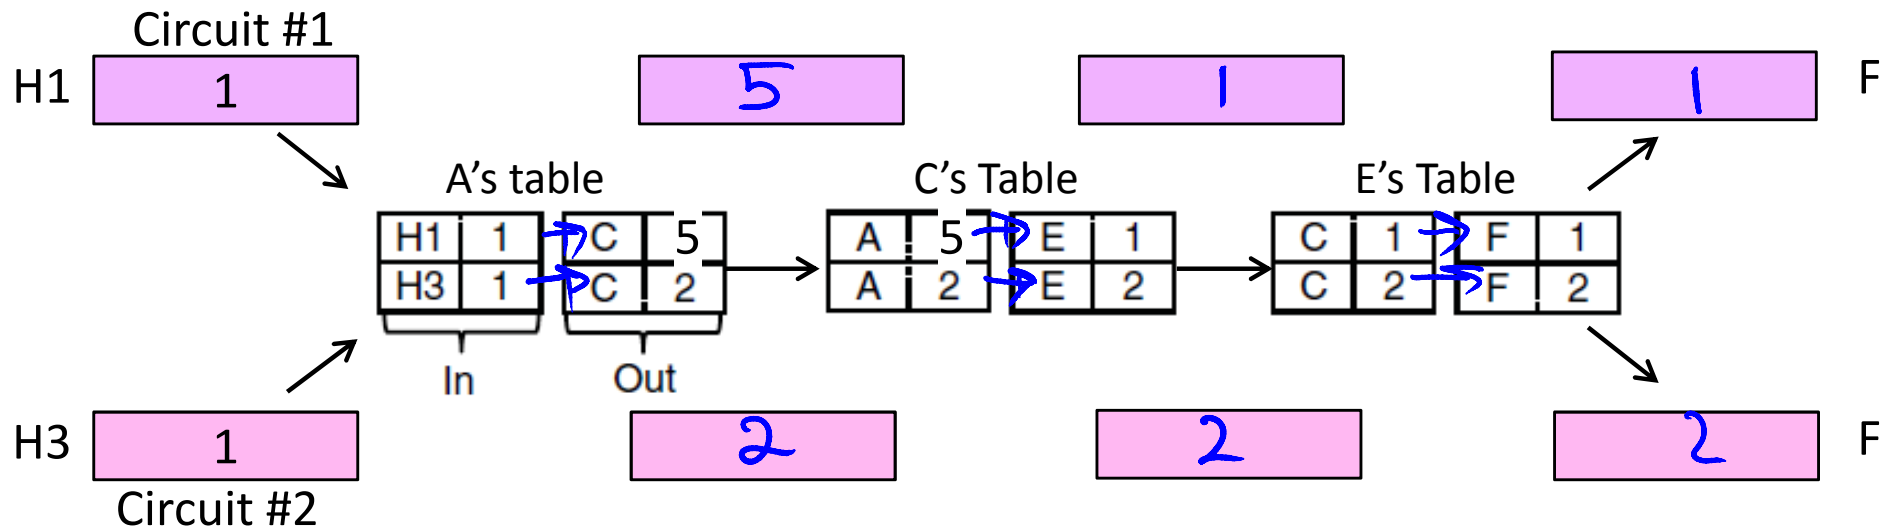 Circuit #1
H1 1 5 1 1 F
A's table C's Table E's Table
H1 1 C 5 A 5 E 1 C 1 F 1
H3 1 C 2 A 2 E 2 C 2 F 2
In Out
H3 1 2 2 2 F
Circuit #2